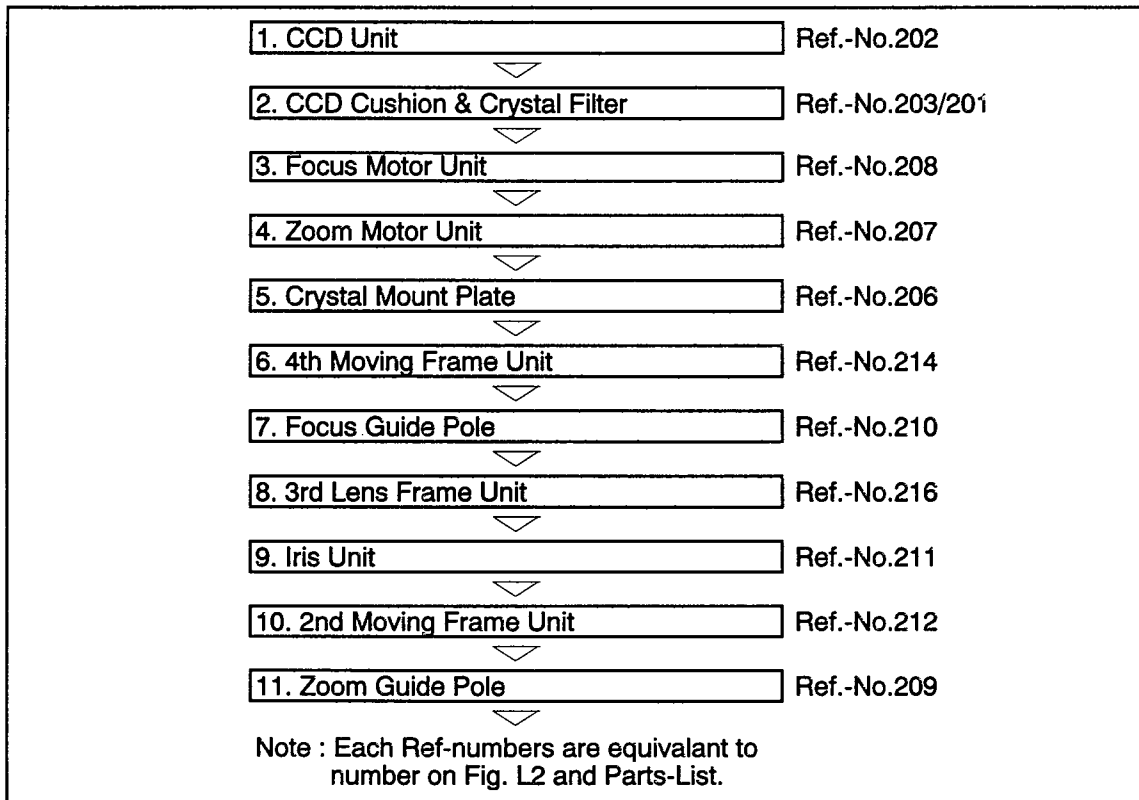 1. CCD Unit Ref.-No.202
2. CCD Cushion & Crystal Filter Ref.-No.203/201
3. Focus Motor Unit Ref.-No.208
4. Zoom Motor Unit Ref.-No.207
5. Crystal Mount Plate Ref.-No.206
6. 4th Moving Frame Unit Ref.-No.214
7. Focus Guide Pole Ref.-No.210
8. 3rd Lens Frame Unit Ref.-No.216
9. Iris Unit Ref.-No.211
10. 2nd Moving Frame Unit Ref.-No.212
11. Zoom Guide Pole Ref.-No.209
Note : Each Ref-numbers are equivalant to
number on Fig. L2 and Parts-List.